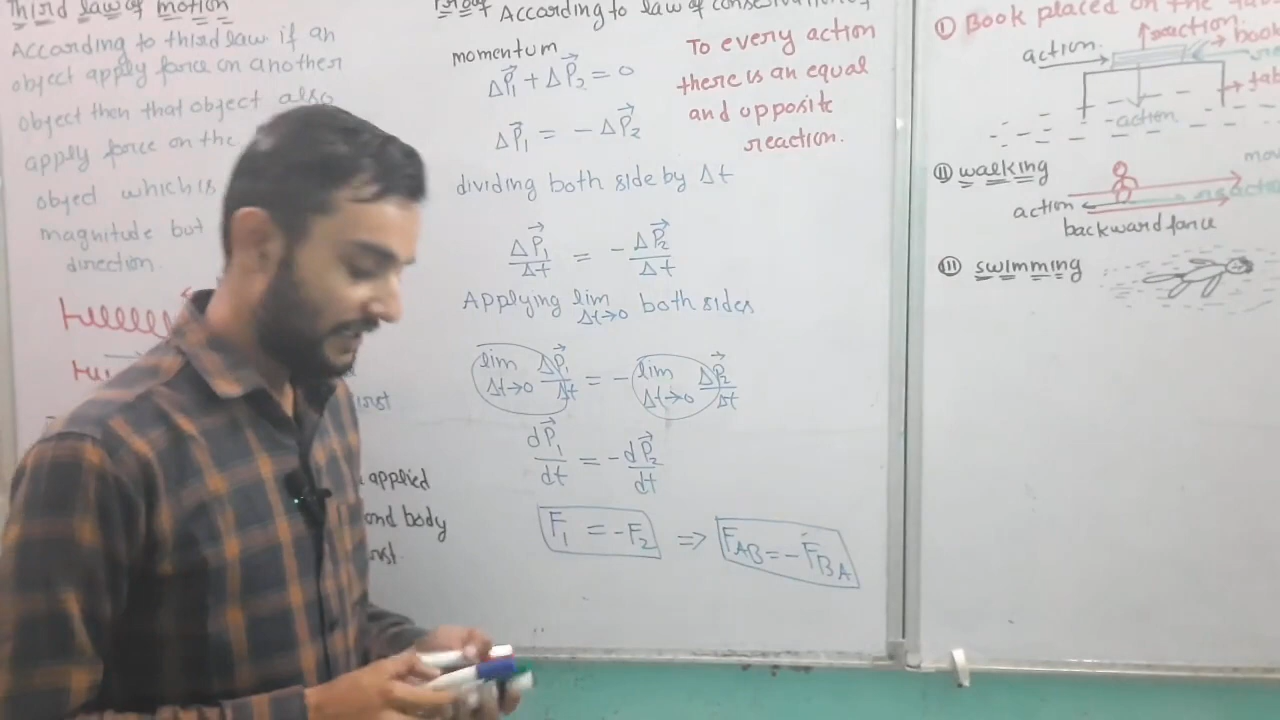 Third law of motion
According to third law if an
object apply force on another
object then that object also
apply force on the
object which is
magnitude but
direction.
applied
ond body
Proof According to law of conservation of
momentum
ΔP⃗₁ + ΔP⃗₂ = 0
ΔP⃗₁ = - ΔP⃗₂
dividing both side by Δt
ΔP⃗₁/Δt = - ΔP⃗₂/Δt
Applying lim Δt→0 both sides
lim Δt→0 ΔP⃗₁/Δt = - lim Δt→0 ΔP⃗₂/Δt
dP⃗₁/dt = - dP⃗₂/dt
F₁ = -F₂ ⇒ F_AB = -F_BA
To every action
there is an equal
and opposite
reaction.
(I) Book placed on the
reaction
action
book
action
(II) walking
action
backward force
(III) swimming